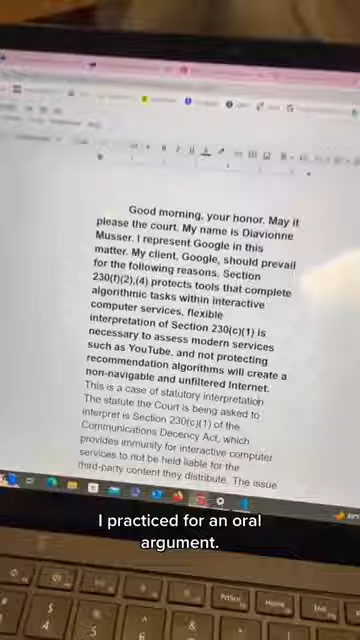 Good morning, your honor. May it
please the court. My name is Diavionne
Musser. I represent Google in this
matter. My client, Google, should prevail
for the following reasons, Section
230(f)(2),(4) protects tools that complete
algorithmic tasks within interactive
computer services, flexible
interpretation of Section 230(c)(1) is
necessary to assess modern services
such as YouTube, and not protecting
recommendation algorithms will create a
non-navigable and unfiltered Internet.
This is a case of statutory interpretation
The statute the Court is being asked to
interpret is Section 230(c)(1) of the
Communications Decency Act, which
provides immunity for interactive computer
services to not be held liable for the
third-party content they distribute. The issue
I practiced for an oral
argument.
PrtScn
Home
End
$
4
%
5
^
6
&